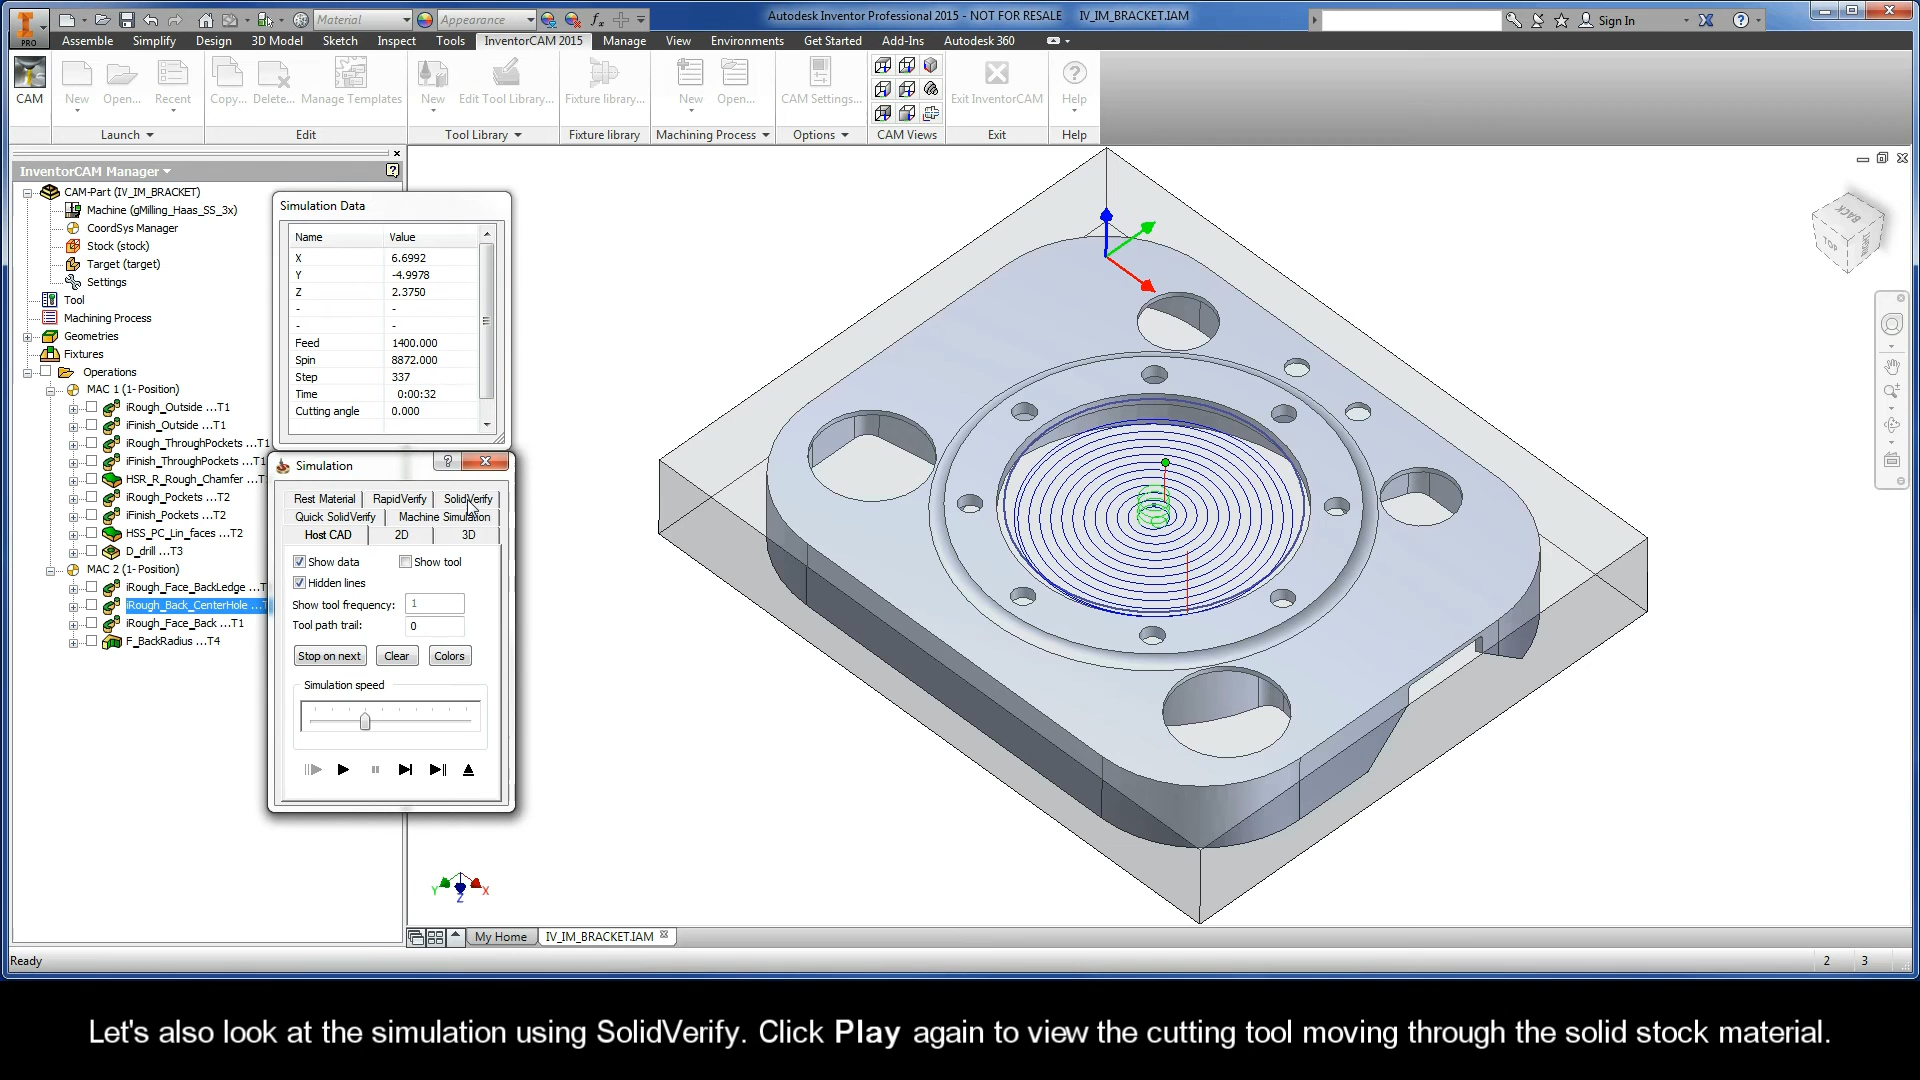 Material
Appearance
Autodesk Inventor Professional 2015 - NOT FOR RESALE IV_IM_BRACKET.IAM
Sign In
PRO
Assemble Simplify Design 3D Model Sketch Inspect Tools InventorCAM 2015 Manage View Environments Get Started Add-Ins Autodesk 360
CAM New Open... Recent Copy... Delete... Manage Templates New Edit Tool Library... Fixture library... New Open... CAM Settings... Exit InventorCAM Help
Launch Edit Tool Library Fixture library Machining Process Options CAM Views Exit Help
InventorCAM Manager
CAM-Part (IV_IM_BRACKET)
Machine (gMilling_Haas_SS_3x)
CoordSys Manager
Stock (stock)
Target (target)
Settings
Tool
Machining Process
Geometries
Fixtures
Operations
MAC 1 (1- Position)
iRough_Outside ...T1
iFinish_Outside ...T1
iRough_ThroughPockets ...T1
iFinish_ThroughPockets ...T1
HSR_R_Rough_Chamfer ...T
iRough_Pockets ...T2
iFinish_Pockets ...T2
HSS_PC_Lin_faces ...T2
D_drill ...T3
MAC 2 (1- Position)
iRough_Face_BackLedge ...T
iRough_Back_CenterHole ...T
iRough_Face_Back ...T1
F_BackRadius ...T4
Simulation Data
Name Value
X 6.6992
Y -4.9978
Z 2.3750
- -
- -
Feed 1400.000
Spin 8872.000
Step 337
Time 0:00:32
Cutting angle 0.000
Simulation
Rest Material RapidVerify SolidVerify
Quick SolidVerify Machine Simulation
Host CAD 2D 3D
Show data Show tool
Hidden lines
Show tool frequency: 1
Tool path trail: 0
Stop on next Clear Colors
Simulation speed
BACK
TOP
Y Z X
My Home IV_IM_BRACKET.IAM
Ready 2 3
Let's also look at the simulation using SolidVerify. Click Play again to view the cutting tool moving through the solid stock material.